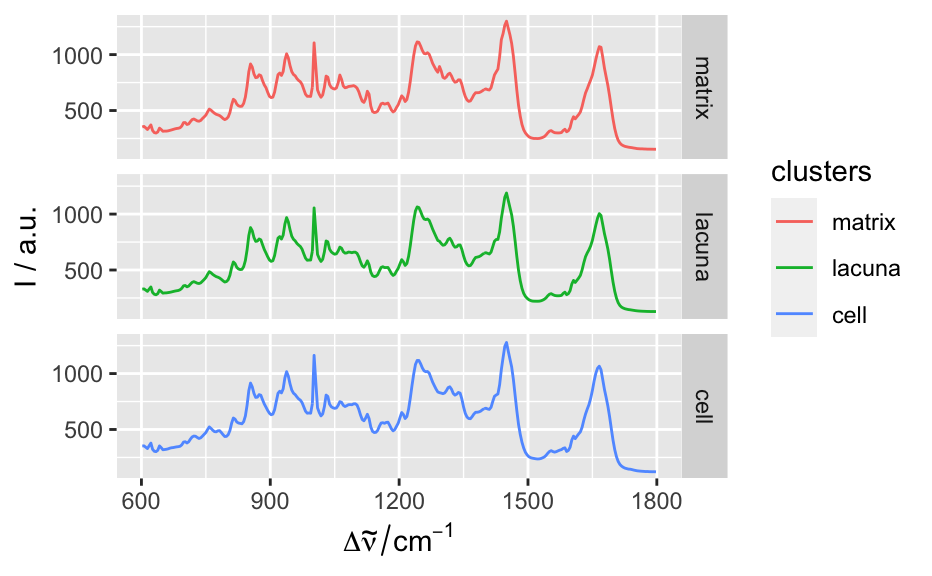 1000
500
matrix
1000
500
lacuna
1000
500
cell
600 900 1200 1500 1800
I / a.u.
Δν̃/cm⁻¹
clusters
matrix
lacuna
cell